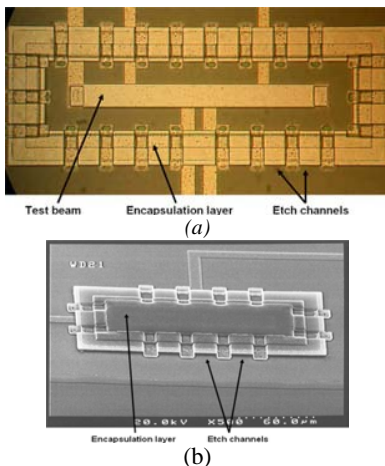 Test beam Encapsulation layer Etch channels
(a)
WD21
20.0kV X500 60.0µm
Encapsulation layer Etch channels
(b)